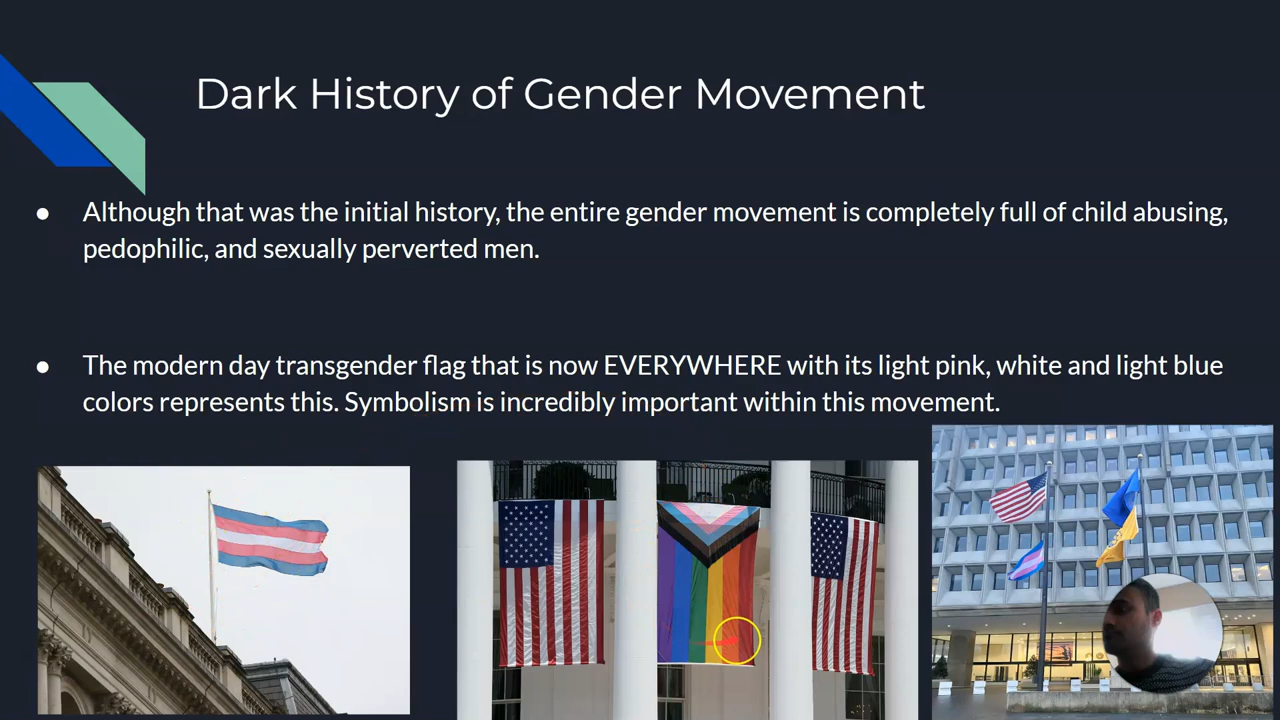 Dark History of Gender Movement
● Although that was the initial history, the entire gender movement is completely full of child abusing,
pedophilic, and sexually perverted men.
● The modern day transgender flag that is now EVERYWHERE with its light pink, white and light blue
colors represents this. Symbolism is incredibly important within this movement.